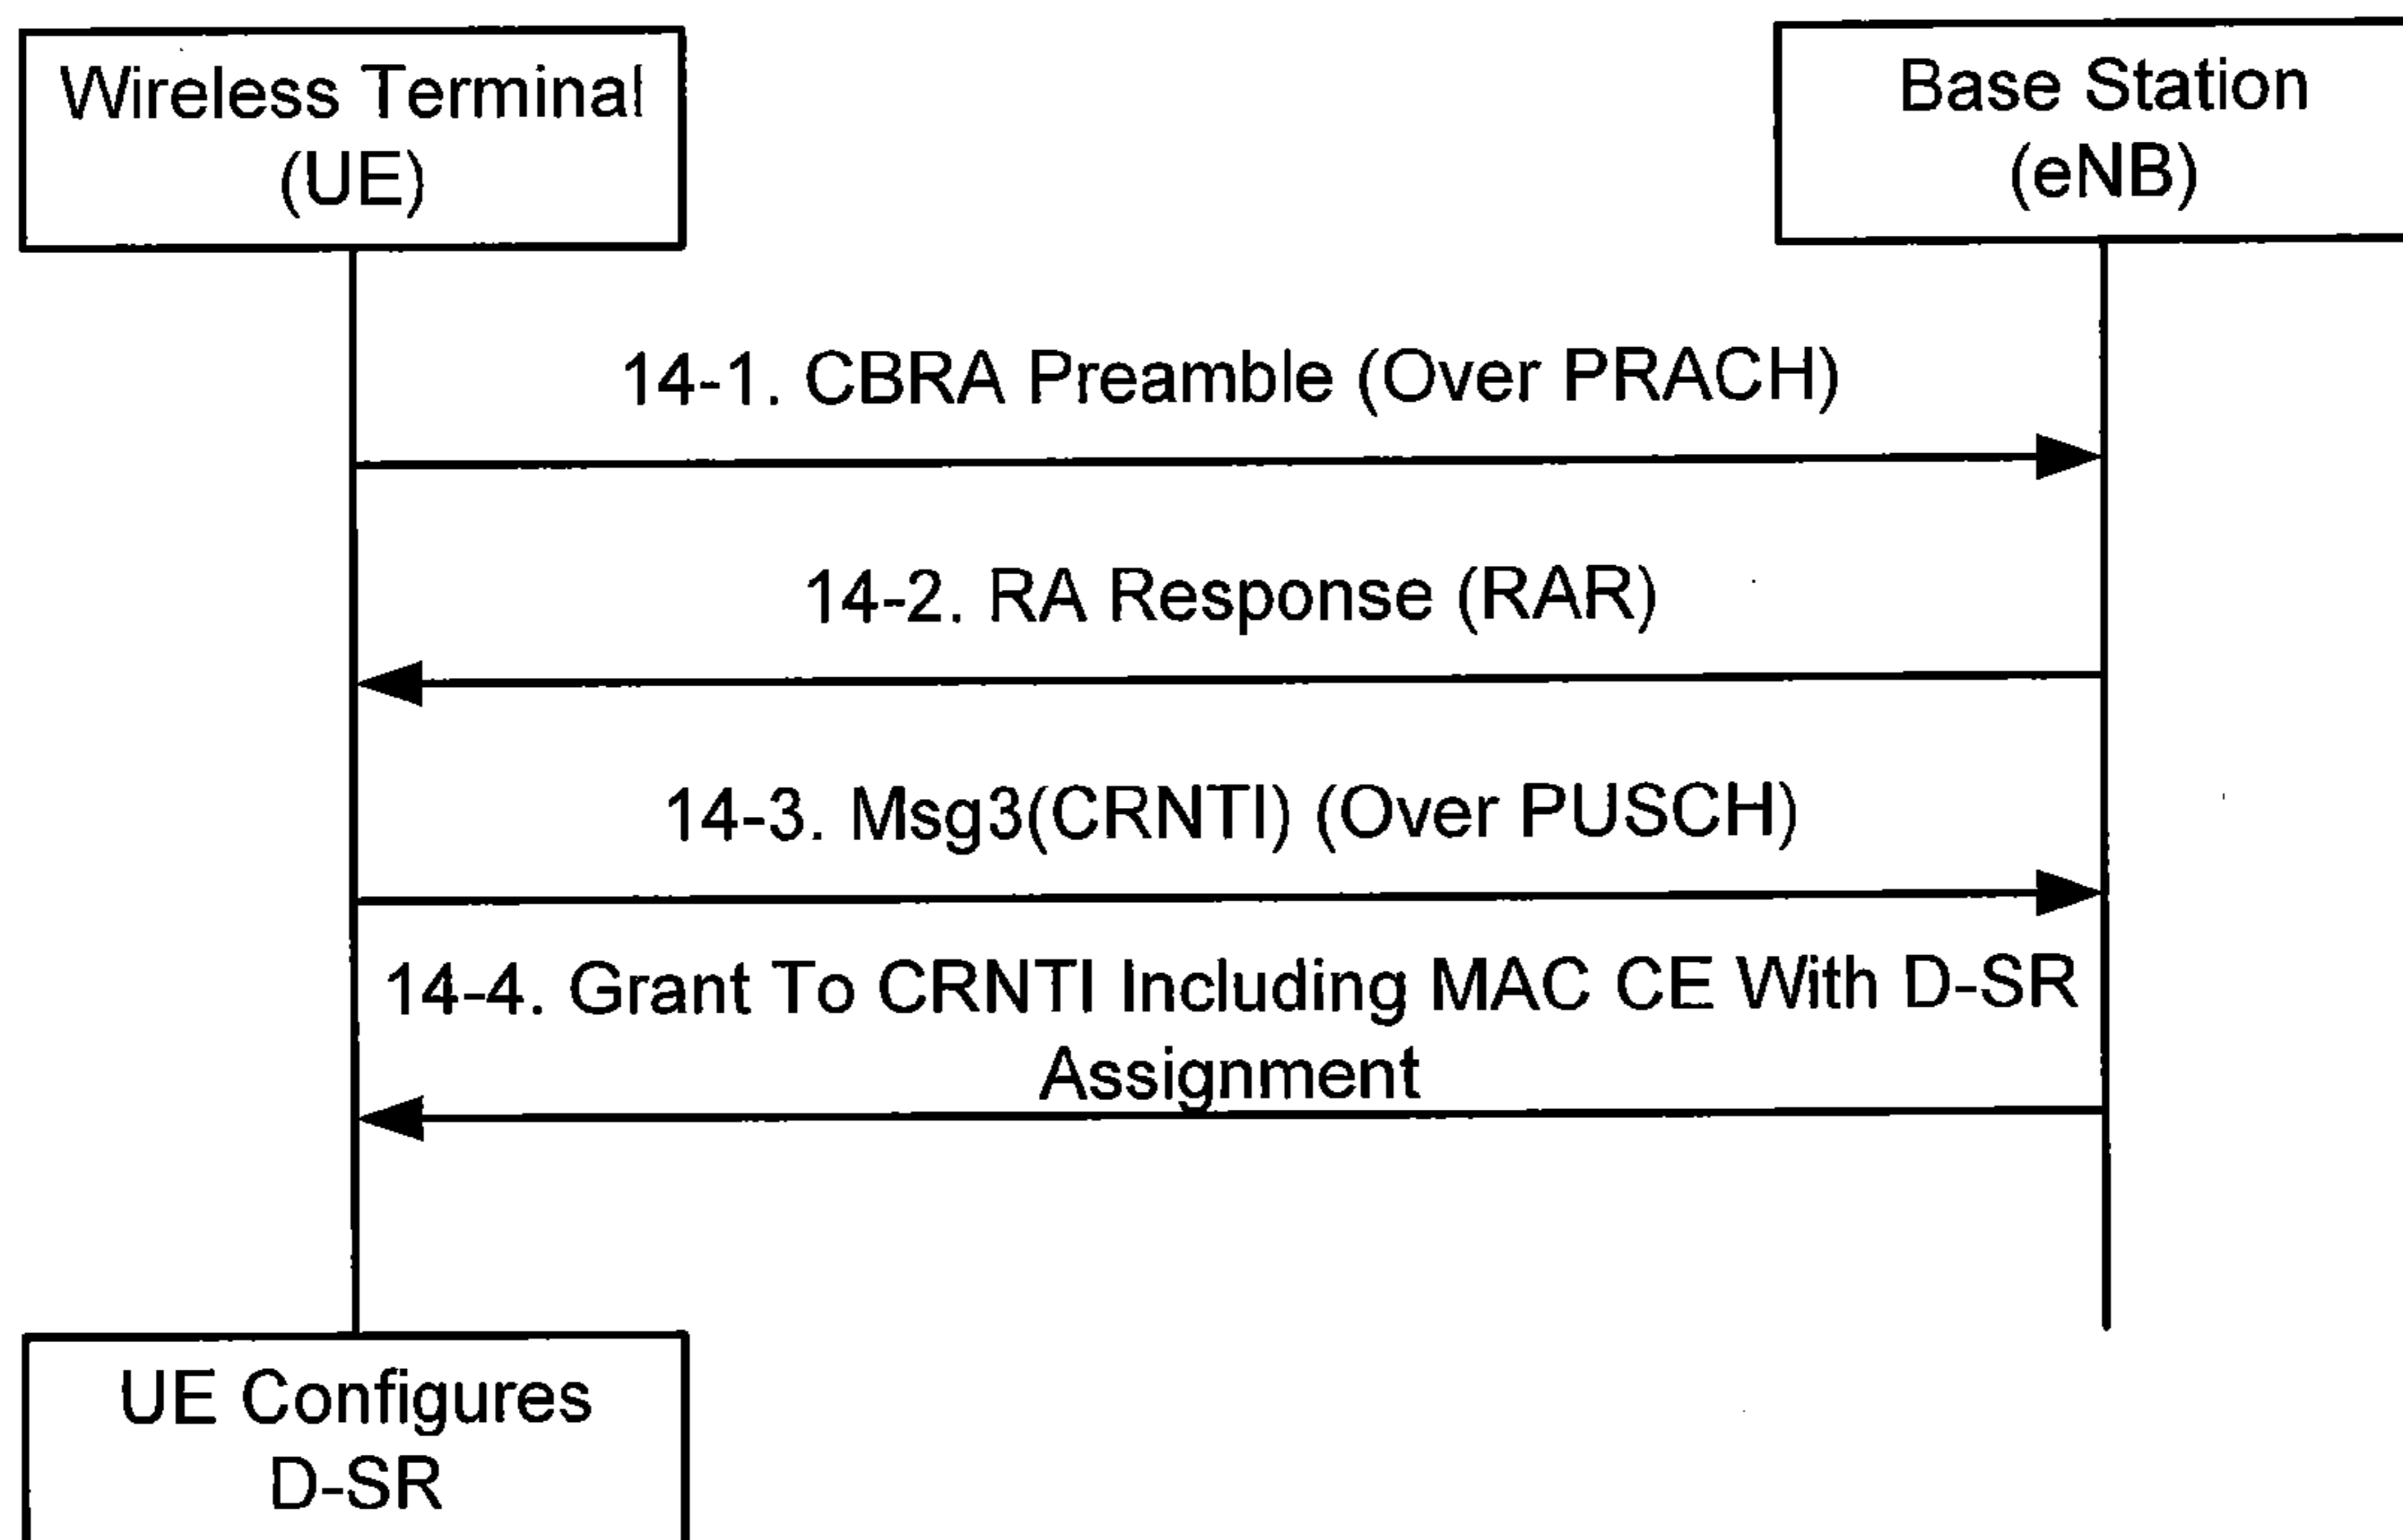 Wireless Terminal
(UE)
Base Station
(eNB)
14-1. CBRA Preamble (Over PRACH)
14-2. RA Response (RAR)
14-3. Msg3(CRNTI) (Over PUSCH)
14-4. Grant To CRNTI Including MAC CE With D-SR
Assignment
UE Configures
D-SR